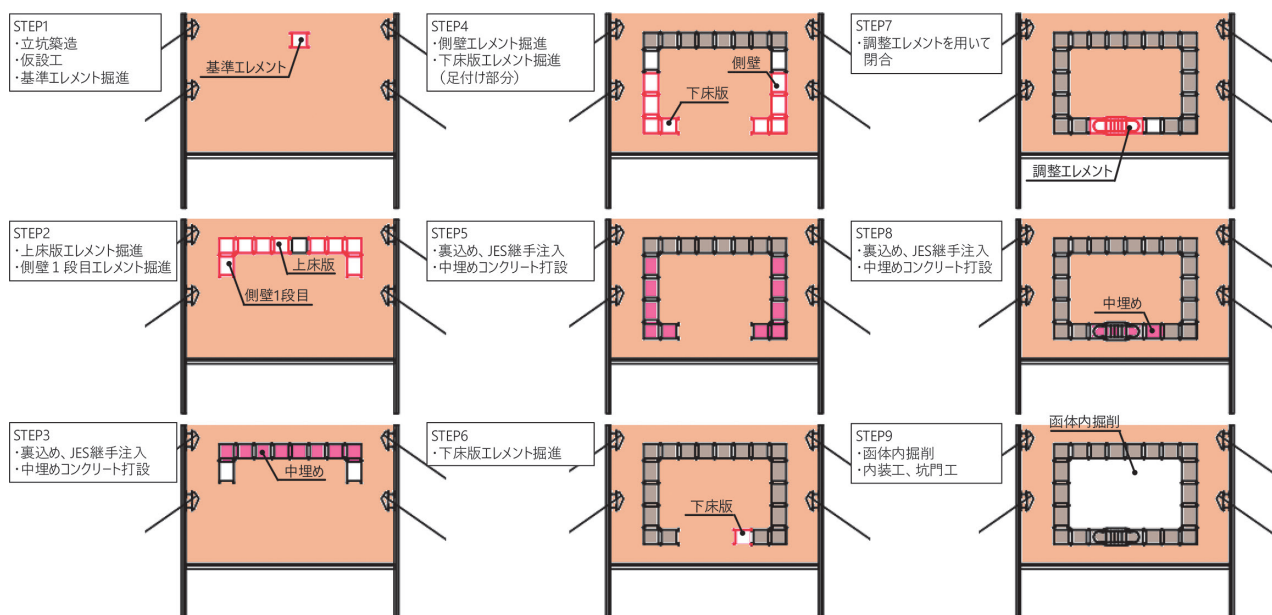 STEP1
・立坑築造
・仮設工
・基準エレメント掘進
基準エレメント
STEP2
・上床版エレメント掘進
・側壁１段目エレメント掘進
上床版
側壁1段目
STEP3
・裏込め、JES継手注入
・中埋めコンクリート打設
中埋め
STEP4
・側壁エレメント掘進
・下床版エレメント掘進
（足付け部分）
側壁
下床版
STEP5
・裏込め、JES継手注入
・中埋めコンクリート打設
STEP6
・下床版エレメント掘進
下床版
STEP7
・調整エレメントを用いて
閉合
調整エレメント
STEP8
・裏込め、JES継手注入
・中埋めコンクリート打設
中埋め
STEP9
・函体内掘削
・内装工、坑門工
函体内掘削